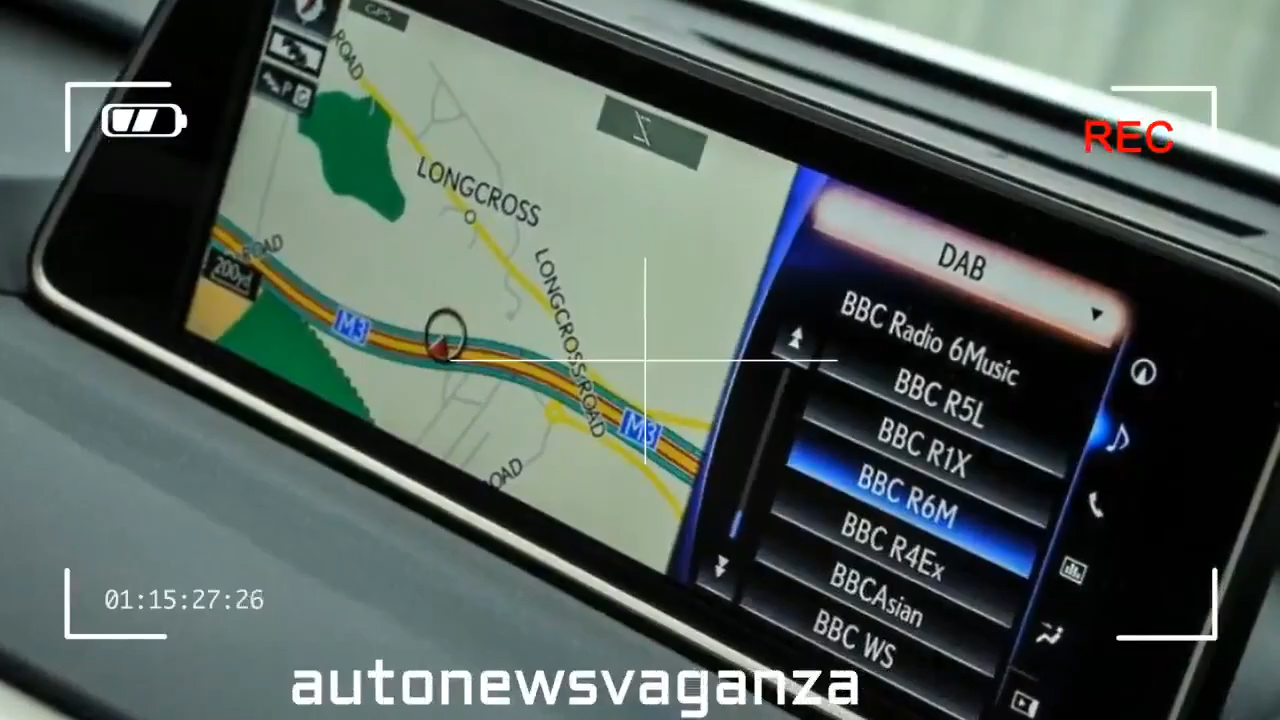 GPS
ROAD
P
REC
LONGCROSS
DAB
ROAD
200yd
LONGCROSS ROAD
BBC Radio 6Music
M3
BBC R5L
M3
BBC R1X
ROAD
BBC R6M
BBC R4Ex
BBCAsian
BBC WS
01:15:27:26
autonewsvaganza